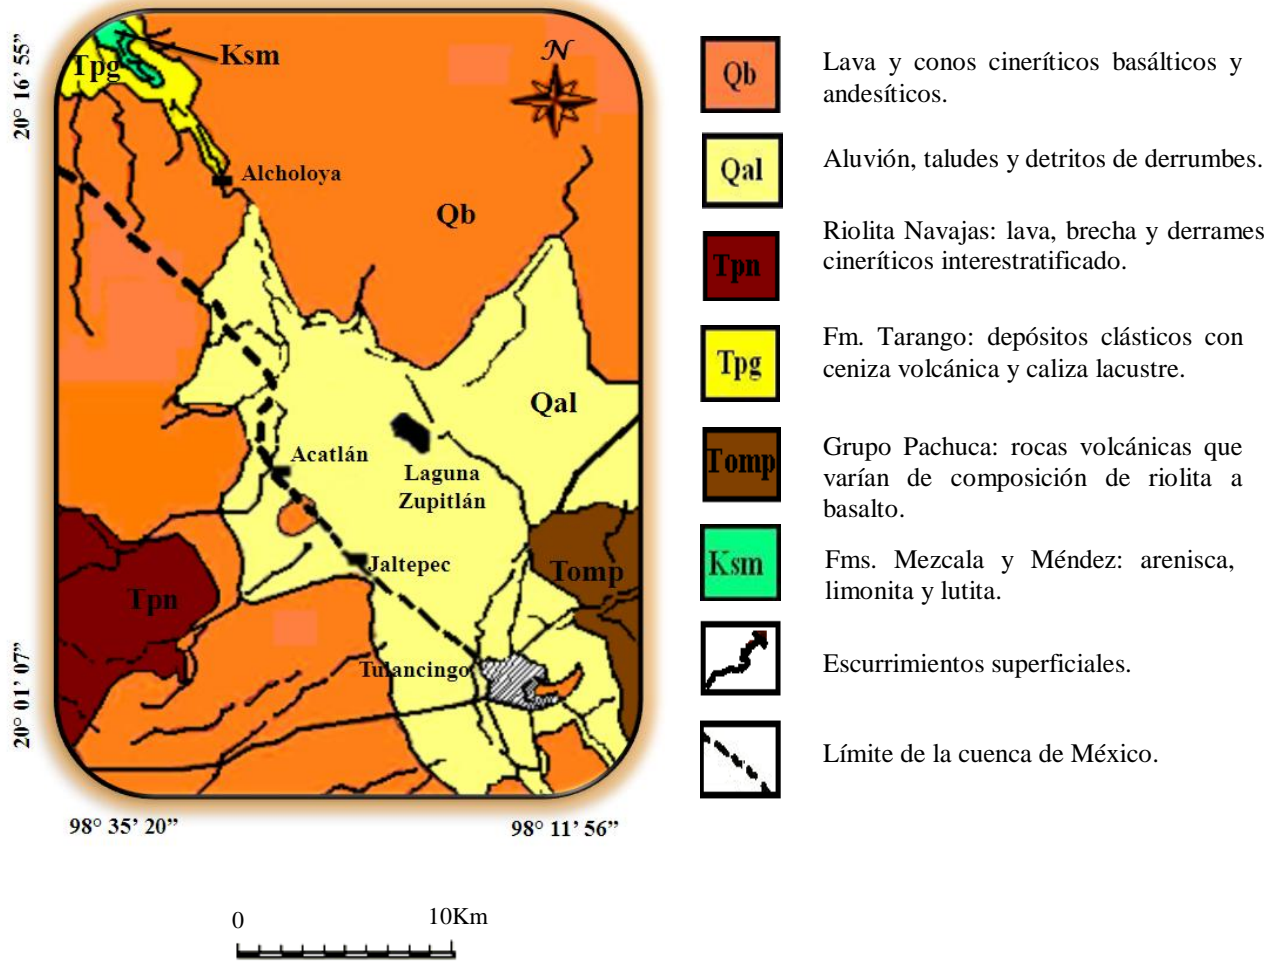 20° 16' 55”
20° 01' 07”
Ksm
Tpg
N
Alcholoya
Qb
Qal
Acatlán
Laguna
Zupitlán
Jaltepec
Tomp
Tpn
Tulancingo
98° 35' 20”
98° 11' 56”
0
10Km
Qb
Lava y conos cineríticos basálticos y
andesíticos.
Qal
Aluvión, taludes y detritos de derrumbes.
Tpn
Riolita Navajas: lava, brecha y derrames
cineríticos interestratificado.
Tpg
Fm. Tarango: depósitos clásticos con
ceniza volcánica y caliza lacustre.
Tomp
Grupo Pachuca: rocas volcánicas que
varían de composición de riolita a
basalto.
Ksm
Fms. Mezcala y Méndez: arenisca,
limonita y lutita.
Escurrimientos superficiales.
Límite de la cuenca de México.